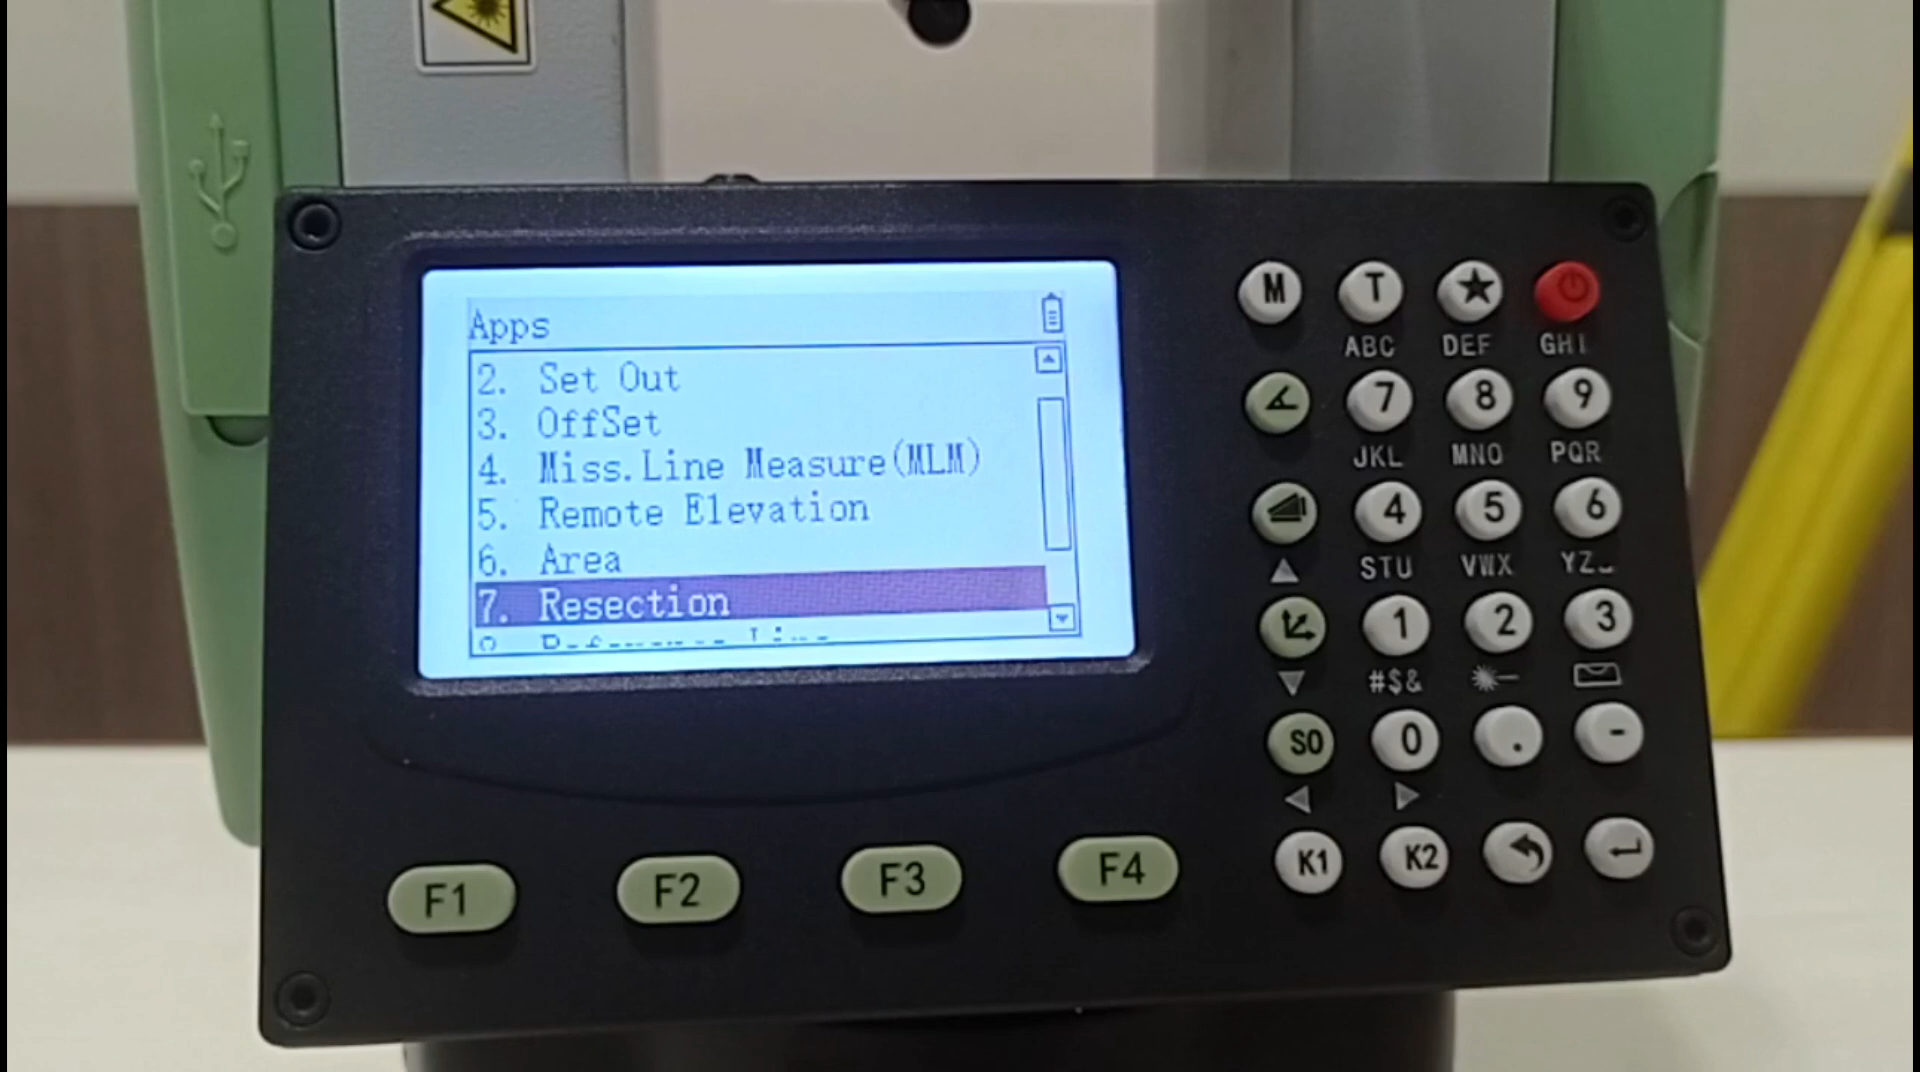 Apps
2. Set Out
3. OffSet
4. Miss.Line Measure(MLM)
5. Remote Elevation
6. Area
7. Resection
M T ★
ABC DEF GHI
7 8 9
JKL MNO PQR
4 5 6
STU VWX YZ_
1 2 3
#$&
S0 0 . -
K1 K2
F1 F2 F3 F4